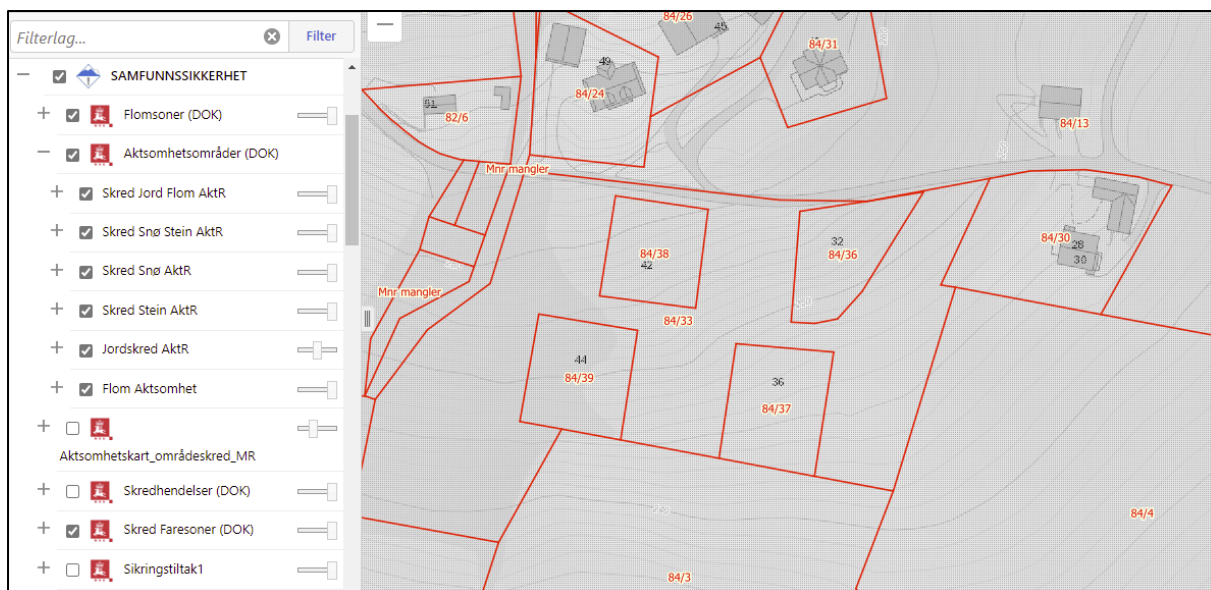 Filterlag...
Filter
SAMFUNNSSIKKERHET
Flomsoner (DOK)
Aktsomhetsområder (DOK)
Skred Jord Flom AktR
Skred Snø Stein AktR
Skred Snø AktR
Skred Stein AktR
Jordskred AktR
Flom Aktsomhet
Aktsomhetskart_områdeskred_MR
Skredhendelser (DOK)
Skred Faresoner (DOK)
Sikringstiltak1
84/26
45
84/31
49
84/24
51
82/6
84/13
Mnr mangler
84/38
42
32
84/36
84/30
28
30
Mnr mangler
84/33
44
84/39
36
84/37
84/4
84/3